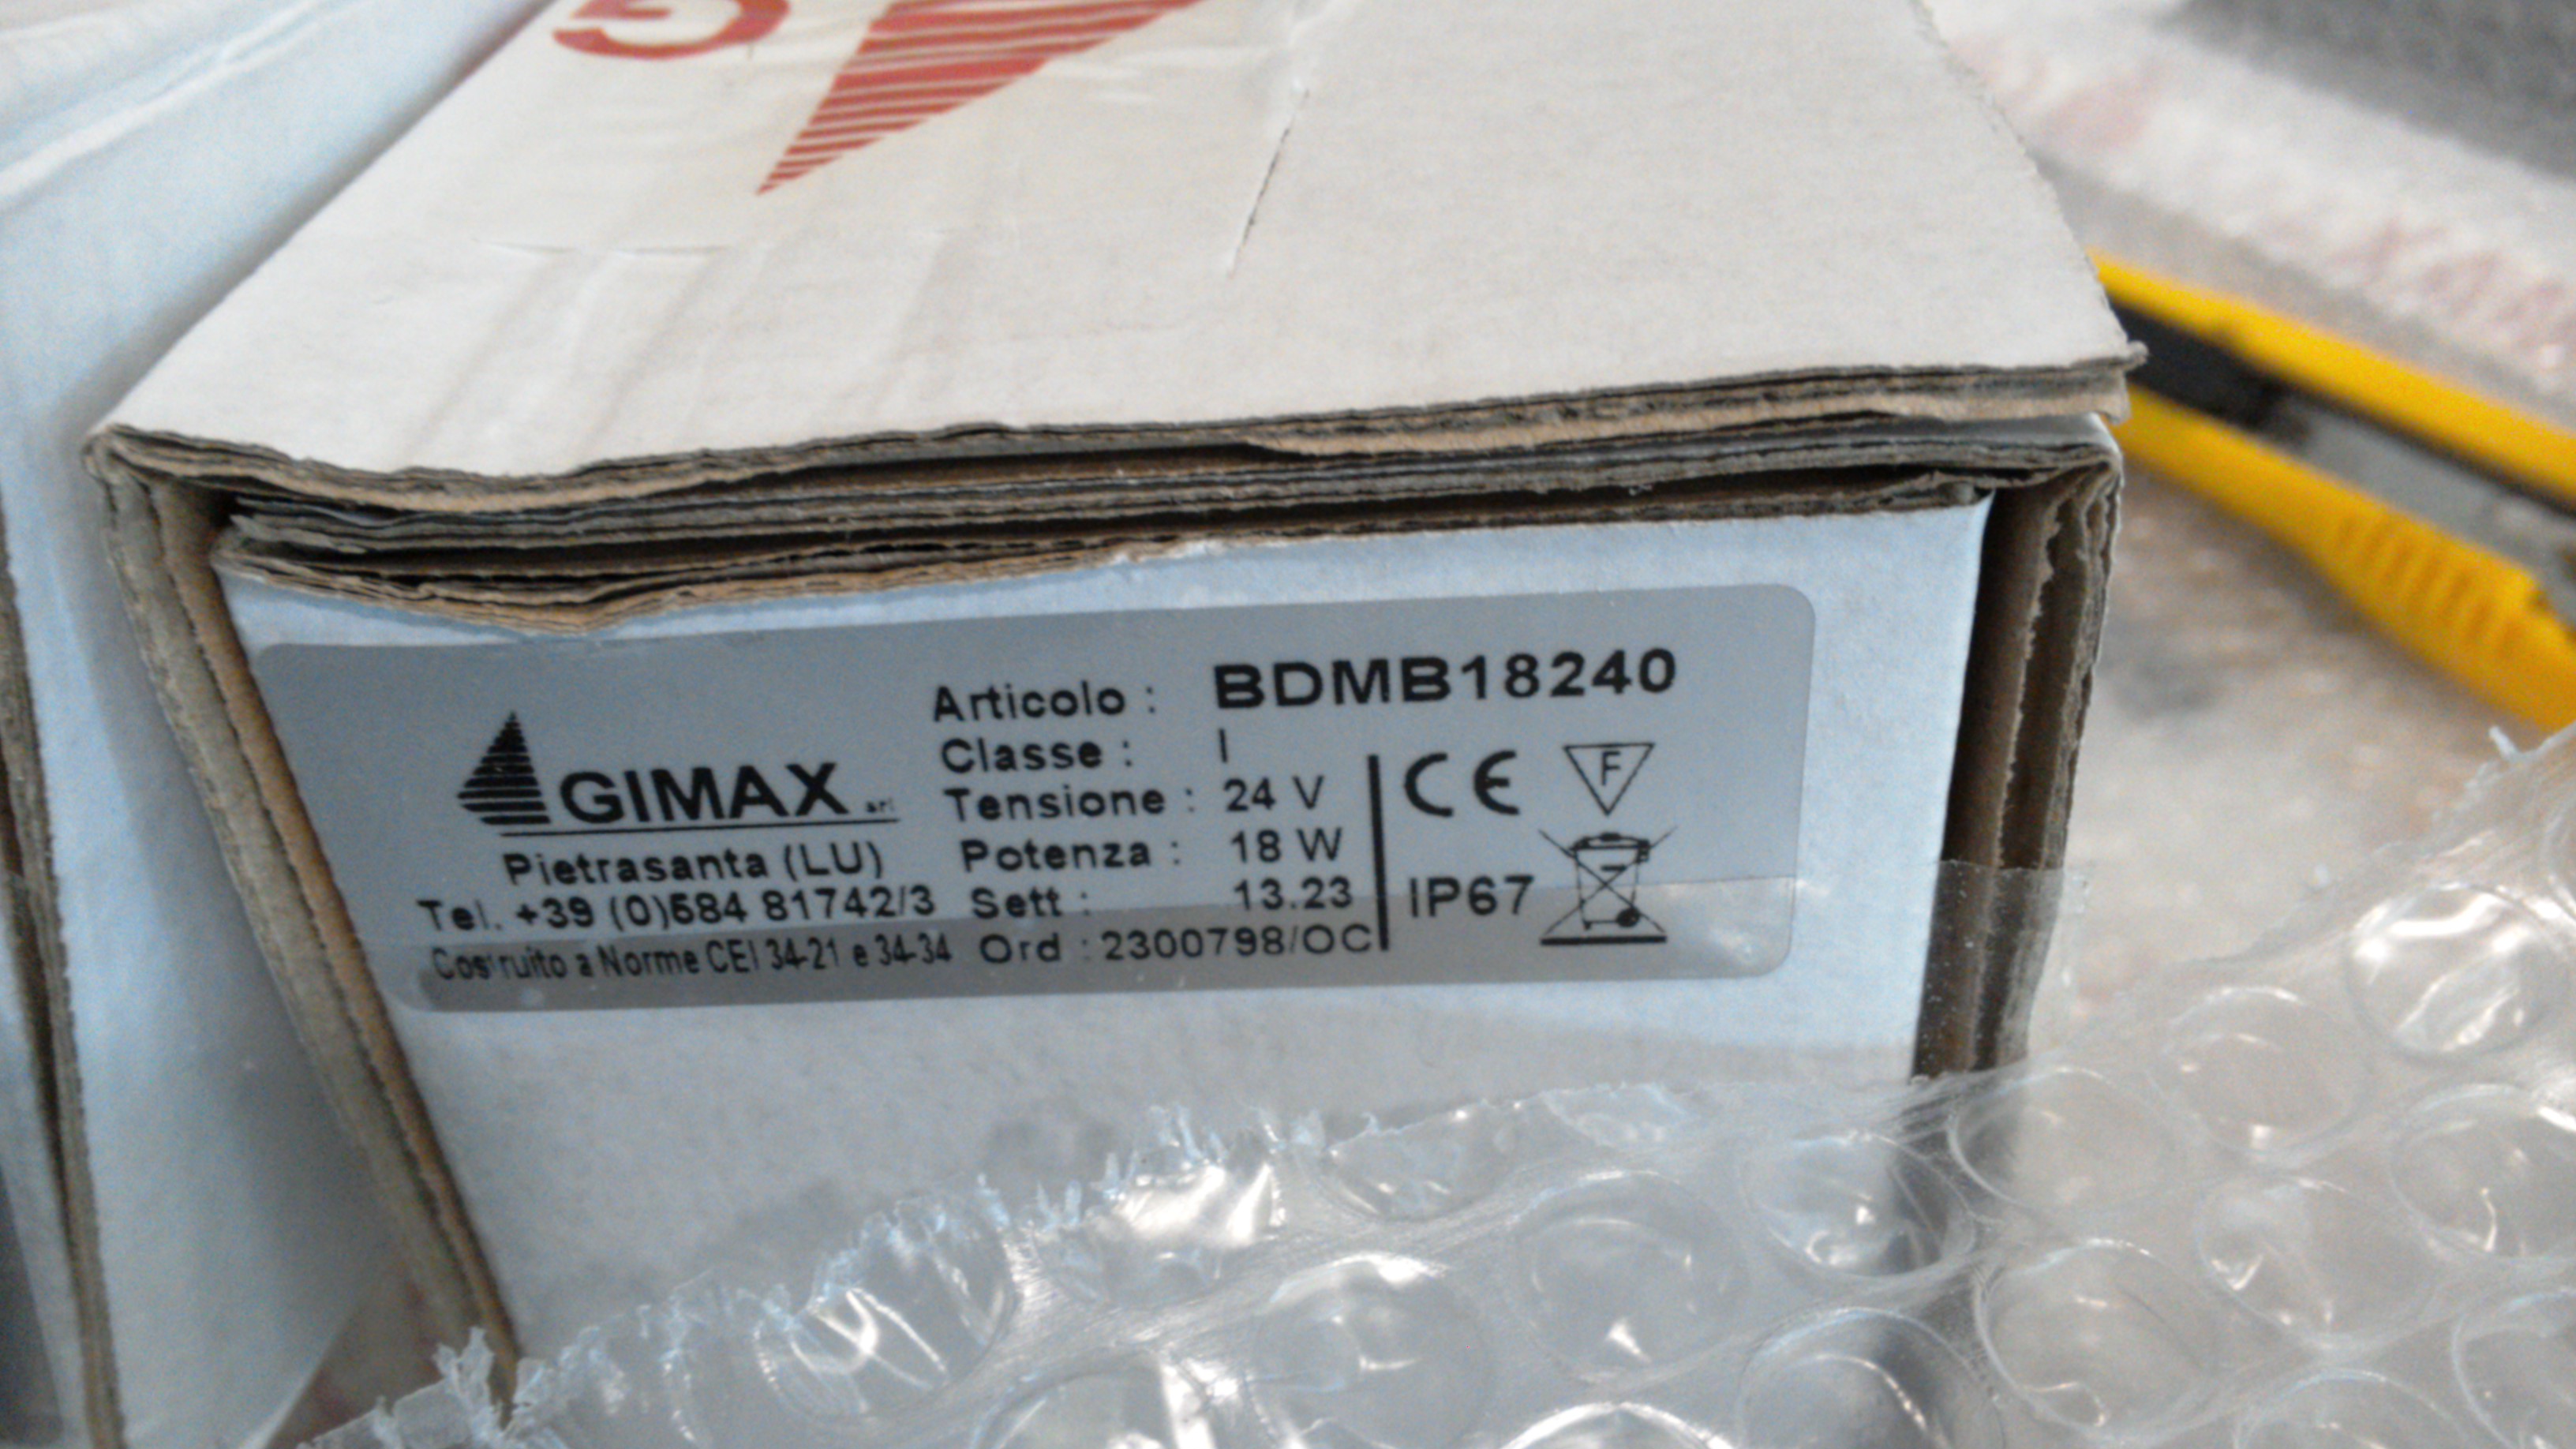 G
Articolo : BDMB18240
Classe : I
GIMAX srl
Tensione : 24 V
CE F
Pietrasanta (LU)
Potenza : 18 W
Tel. +39 (0)584 81742/3
Sett : 13.23
IP67
Costruito a Norme CEI 34-21 e 34-34
Ord : 2300798/OC